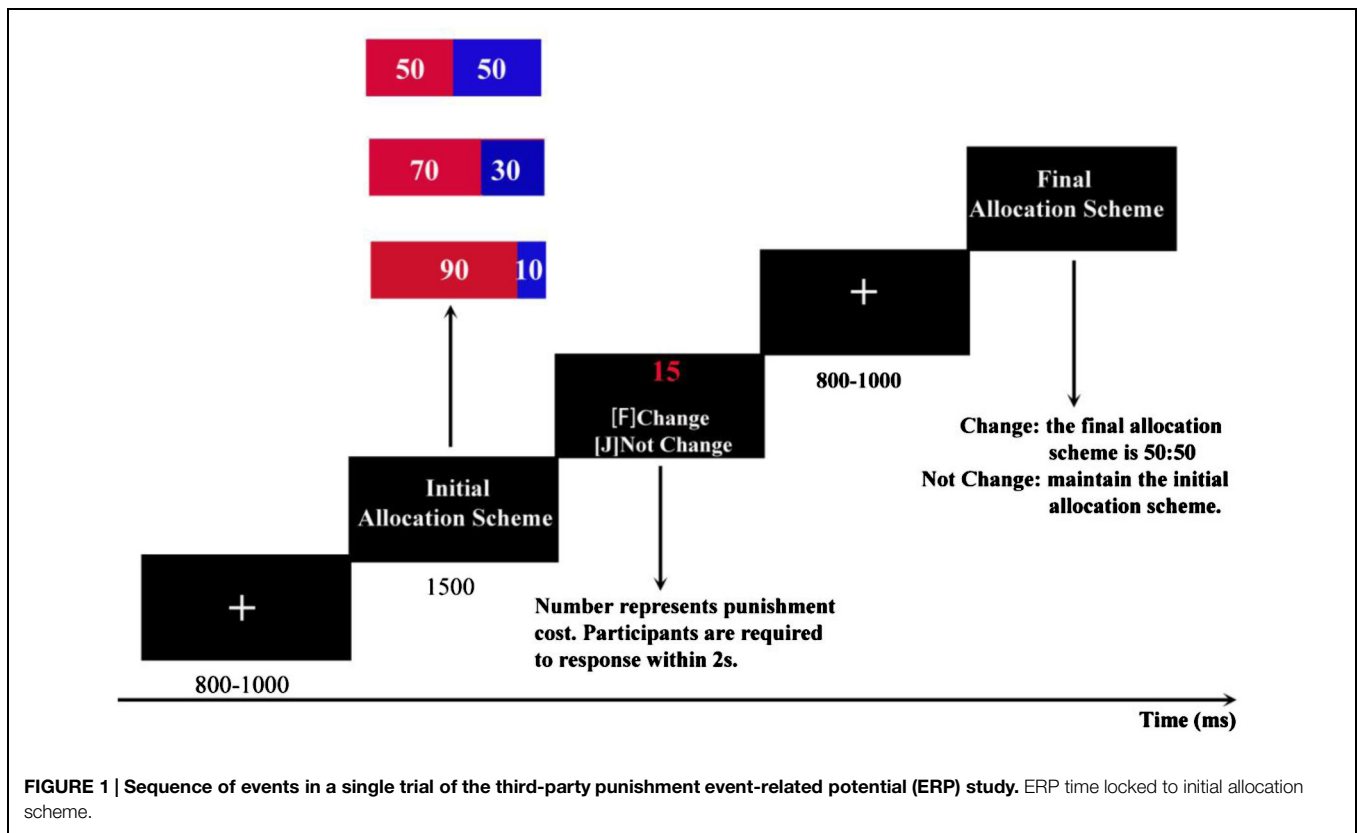 50 50
70 30
90 10
Initial
Allocation Scheme
1500
800-1000
15
[F]Change
[J]Not Change
Number represents punishment
cost. Participants are required
to response within 2s.
800-1000
Final
Allocation Scheme
Change: the final allocation
scheme is 50:50
Not Change: maintain the initial
allocation scheme.
Time (ms)
FIGURE 1 | Sequence of events in a single trial of the third-party punishment event-related potential (ERP) study. ERP time locked to initial allocation
scheme.